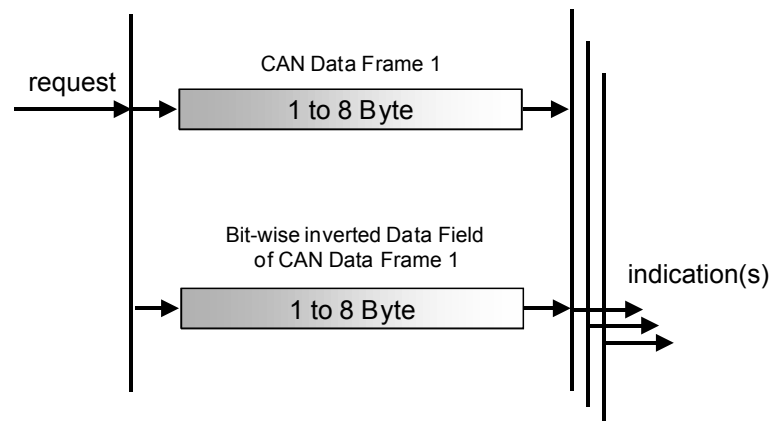 CAN Data Frame 1
request
1 to 8 Byte
Bit-wise inverted Data Field
of CAN Data Frame 1
indication(s)
1 to 8 Byte